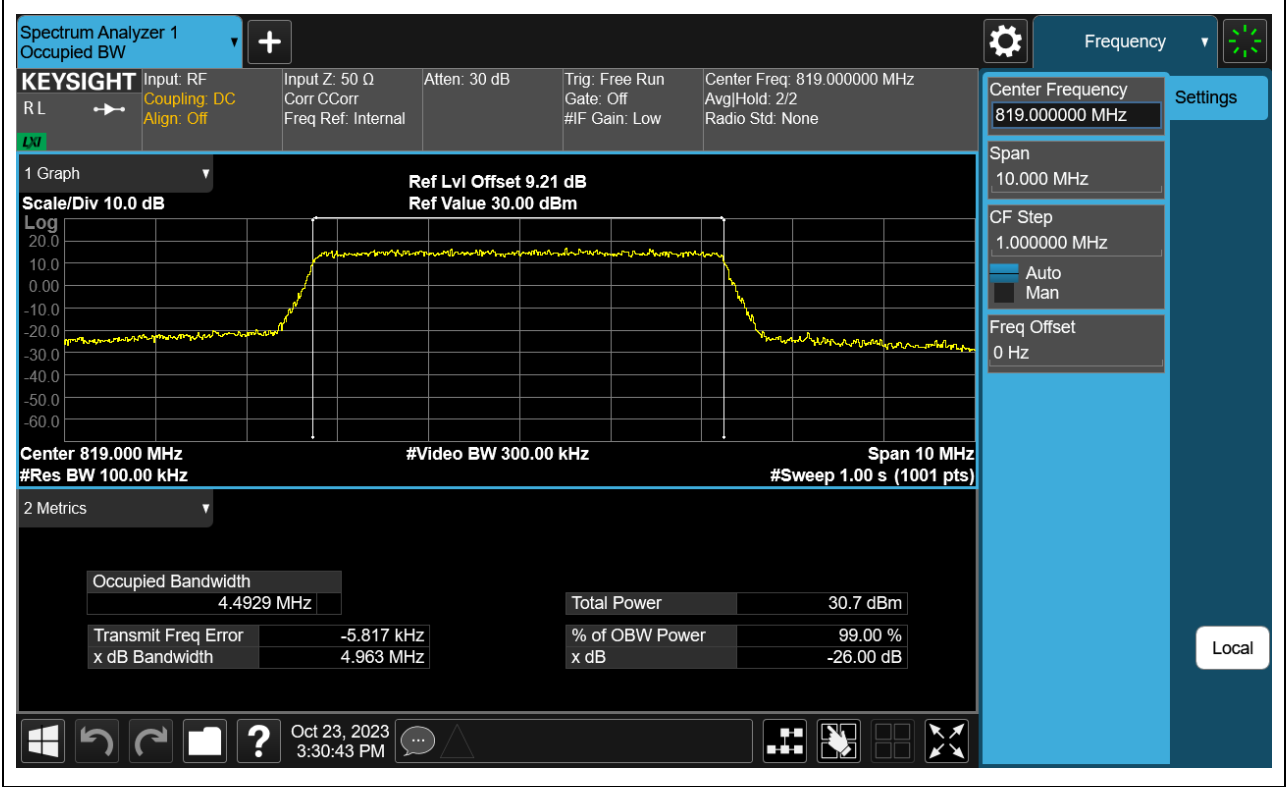 Spectrum Analyzer 1
Occupied BW
+
Frequency
KEYSIGHT
R L
LXI
Input: RF
Coupling: DC
Align: Off
Input Z: 50 Ω
Corr CCorr
Freq Ref: Internal
Atten: 30 dB
Trig: Free Run
Gate: Off
#IF Gain: Low
Center Freq: 819.000000 MHz
Avg|Hold: 2/2
Radio Std: None
Center Frequency
819.000000 MHz
Settings
Span
10.000 MHz
CF Step
1.000000 MHz
Auto
Man
Freq Offset
0 Hz
Local
1 Graph
Scale/Div 10.0 dB
Ref Lvl Offset 9.21 dB
Ref Value 30.00 dBm
Log
20.0
10.0
0.00
-10.0
-20.0
-30.0
-40.0
-50.0
-60.0
Center 819.000 MHz
#Video BW 300.00 kHz
Span 10 MHz
#Res BW 100.00 kHz
#Sweep 1.00 s (1001 pts)
2 Metrics
Occupied Bandwidth
4.4929 MHz
Total Power 30.7 dBm
Transmit Freq Error -5.817 kHz
% of OBW Power 99.00 %
x dB Bandwidth 4.963 MHz
x dB -26.00 dB
?
Oct 23, 2023
3:30:43 PM